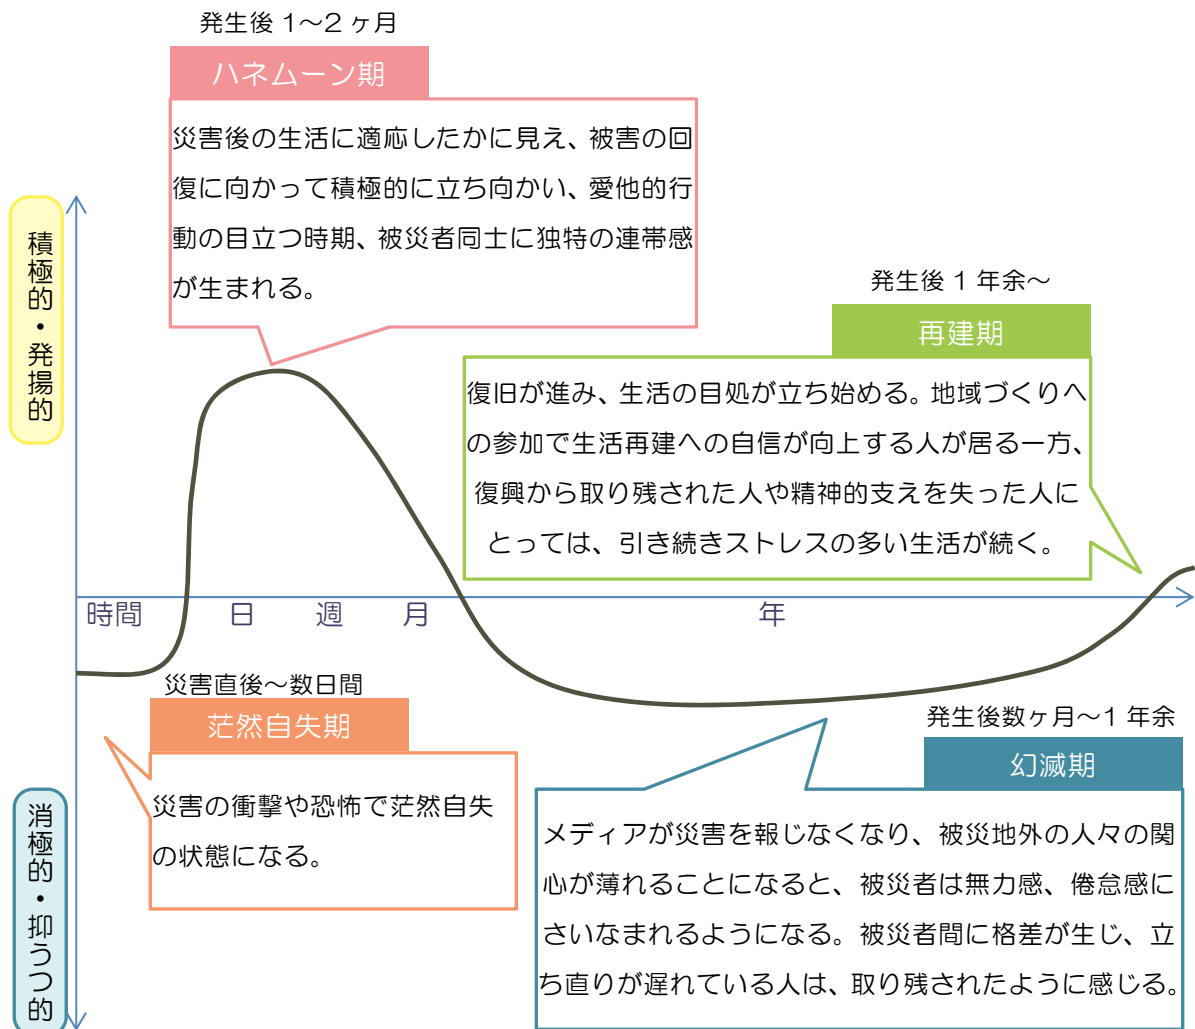 発生後 1～2 ヶ月
ハネムーン期
災害後の生活に適応したかに見え、被害の回
復に向かって積極的に立ち向かい、愛他的行
動の目立つ時期、被災者同士に独特の連帯感
が生まれる。
積極的・発揚的
発生後 1 年余～
再建期
復旧が進み、生活の目処が立ち始める。地域づくりへ
の参加で生活再建への自信が向上する人が居る一方、
復興から取り残された人や精神的支えを失った人に
とっては、引き続きストレスの多い生活が続く。
時間 日 週 月 年
災害直後～数日間
茫然自失期
災害の衝撃や恐怖で茫然自失
の状態になる。
発生後数ヶ月～1 年余
幻滅期
メディアが災害を報じなくなり、被災地外の人々の関
心が薄れることになると、被災者は無力感、倦怠感に
さいなまれるようになる。被災者間に格差が生じ、立
ち直りが遅れている人は、取り残されたように感じる。
消極的・抑うつ的